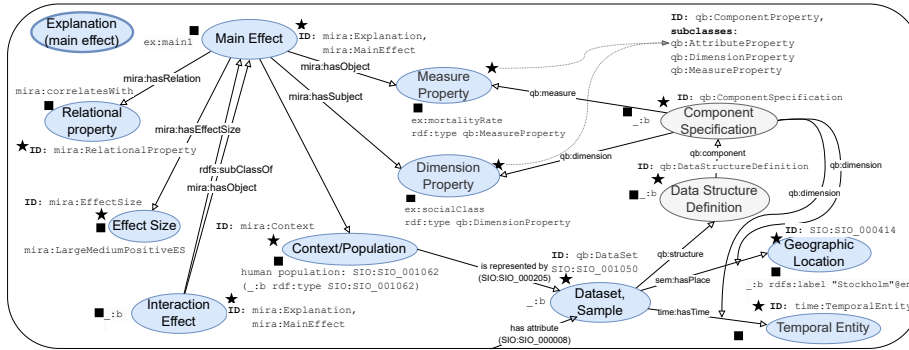 Explanation
(main effect)
ex:main1
Main Effect
ID: mira:Explanation,
mira:MainEffect
ID: qb:ComponentProperty,
subclasses:
qb:AttributeProperty
qb:DimensionProperty
qb:MeasureProperty
mira:hasRelation
mira:hasObject
mira:correlatesWith
Relational
property
ID: mira:RelationalProperty
mira:hasSubject
Measure
Property
ex:mortalityRate
rdf:type qb:MeasureProperty
qb:measure
ID: qb:ComponentSpecification
_:b
Component
Specification
mira:hasEffectSize
rdfs:subClassOf
mira:hasObject
Dimension
Property
ex:socialClass
rdf:type qb:DimensionProperty
qb:dimension
qb:component
qb:dimension
qb:dimension
ID: qb:DataStructureDefinition
_:b
Data Structure
Definition
ID: mira:EffectSize
Effect Size
mira:LargeMediumPositiveES
ID: mira:Context
Context/Population
human population: SIO:SIO_001062
(_:b rdf:type SIO:SIO_001062)
is represented by
(SIO:SIO_000205)
ID: qb:DataSet
SIO:SIO_001050
_:b
Dataset,
Sample
qb:structure
sem:hasPlace
time:hasTime
ID: SIO:SIO_000414
Geographic
Location
_:b rdfs:label "Stockholm"@en
ID: time:TemporalEntity
Temporal Entity
_:b
Interaction
Effect
ID: mira:Explanation,
mira:MainEffect
has attribute
(SIO:SIO_000008)